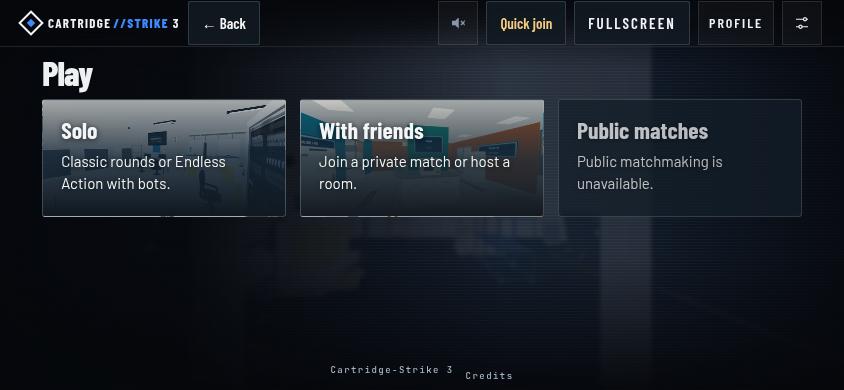 CARTRIDGE //STRIKE 3
← Back
Quick join
FULLSCREEN
PROFILE
Play
Solo
Classic rounds or Endless
Action with bots.
With friends
Join a private match or host a
room.
Public matches
Public matchmaking is
unavailable.
Cartridge-Strike 3
Credits